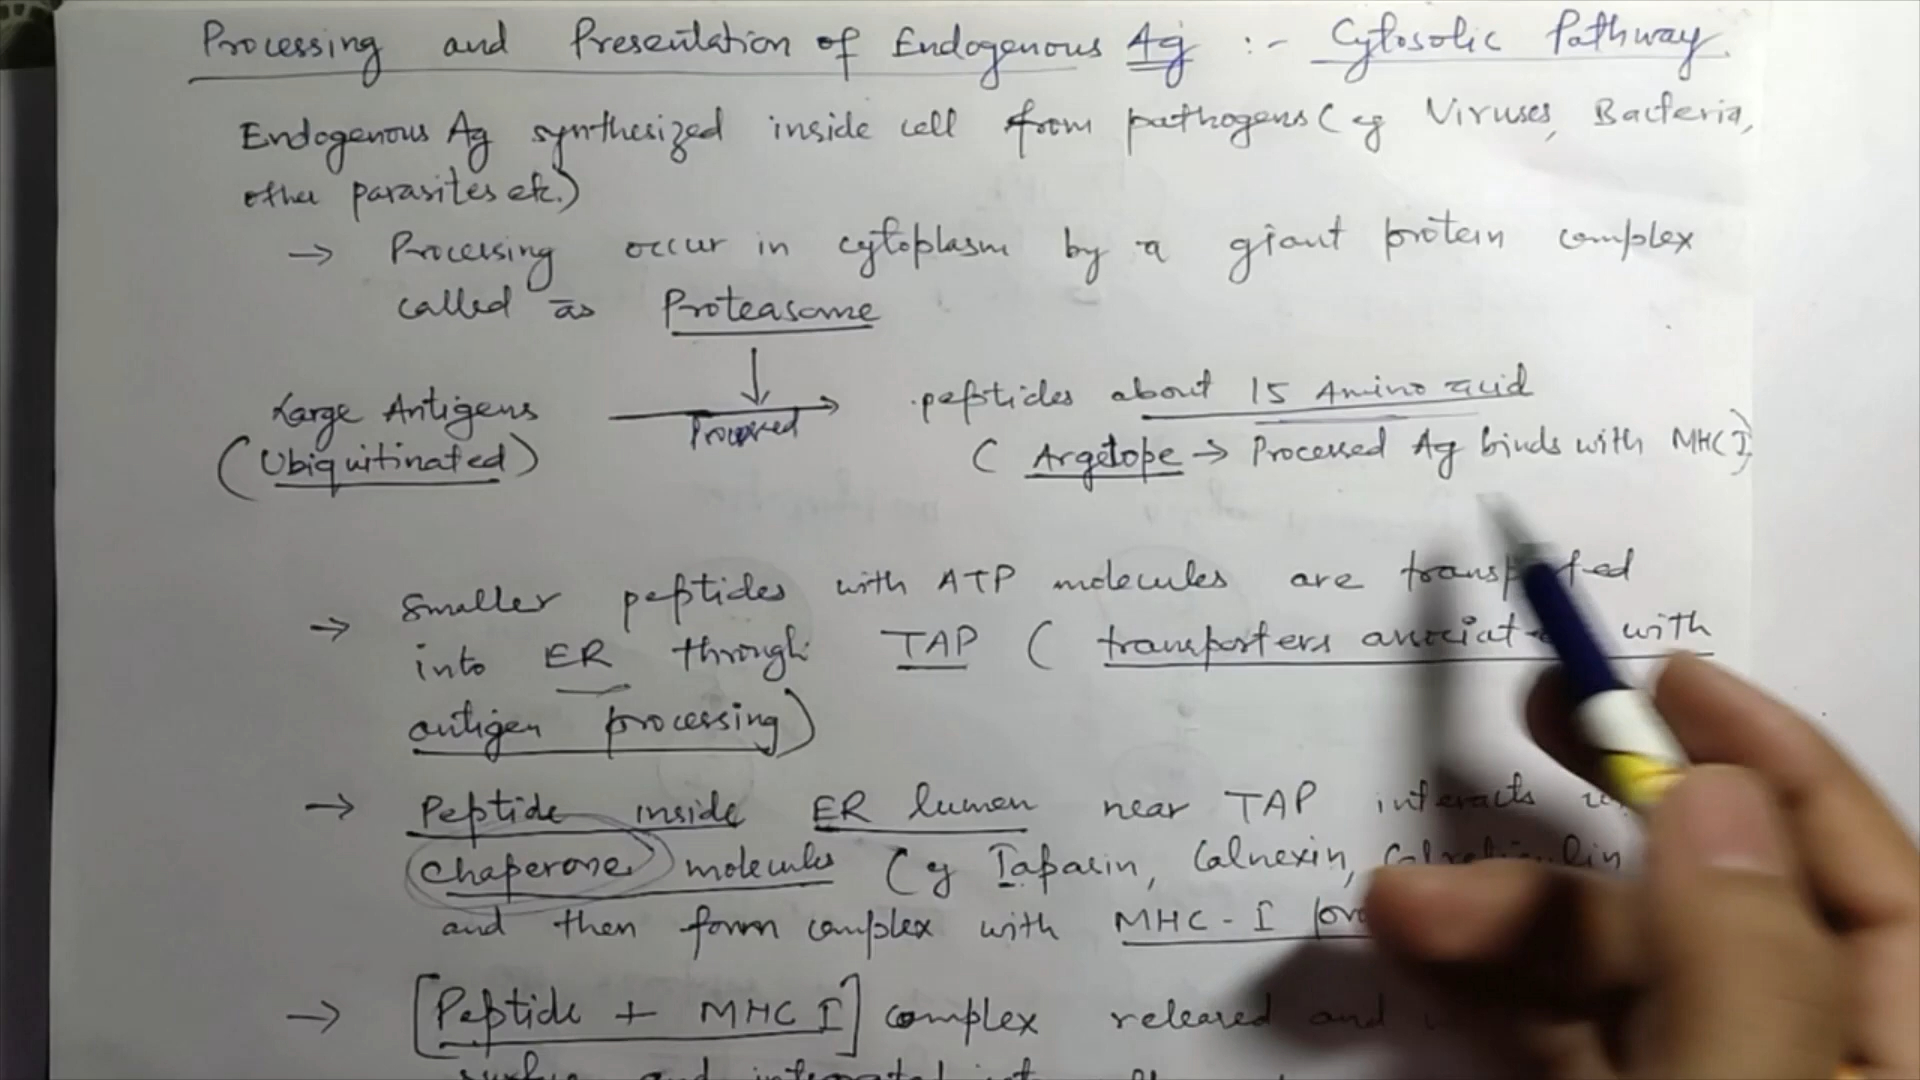 Processing and Presentation of Endogenous Ag :- Cytosolic Pathway.
Endogenous Ag synthesized inside cell from pathogens (eg Viruses, Bacteria,
other parasites etc.)
→ Processing occur in cytoplasm by a giant protein complex
called as Proteasome
Large Antigens → peptides about 15 Amino acid
Processed
(Ubiquitinated) (Argetope → Processed Ag binds with MHC I)
→ Smaller peptides with ATP molecules are
into ER through TAP (transporters with
antigen processing)
→ Peptide inside ER lumen near TAP interacts
chaperone molecules (eg Tapasin, Calnexin,
and then form complex with MHC-I
→ [Peptide + MHC I] complex released and